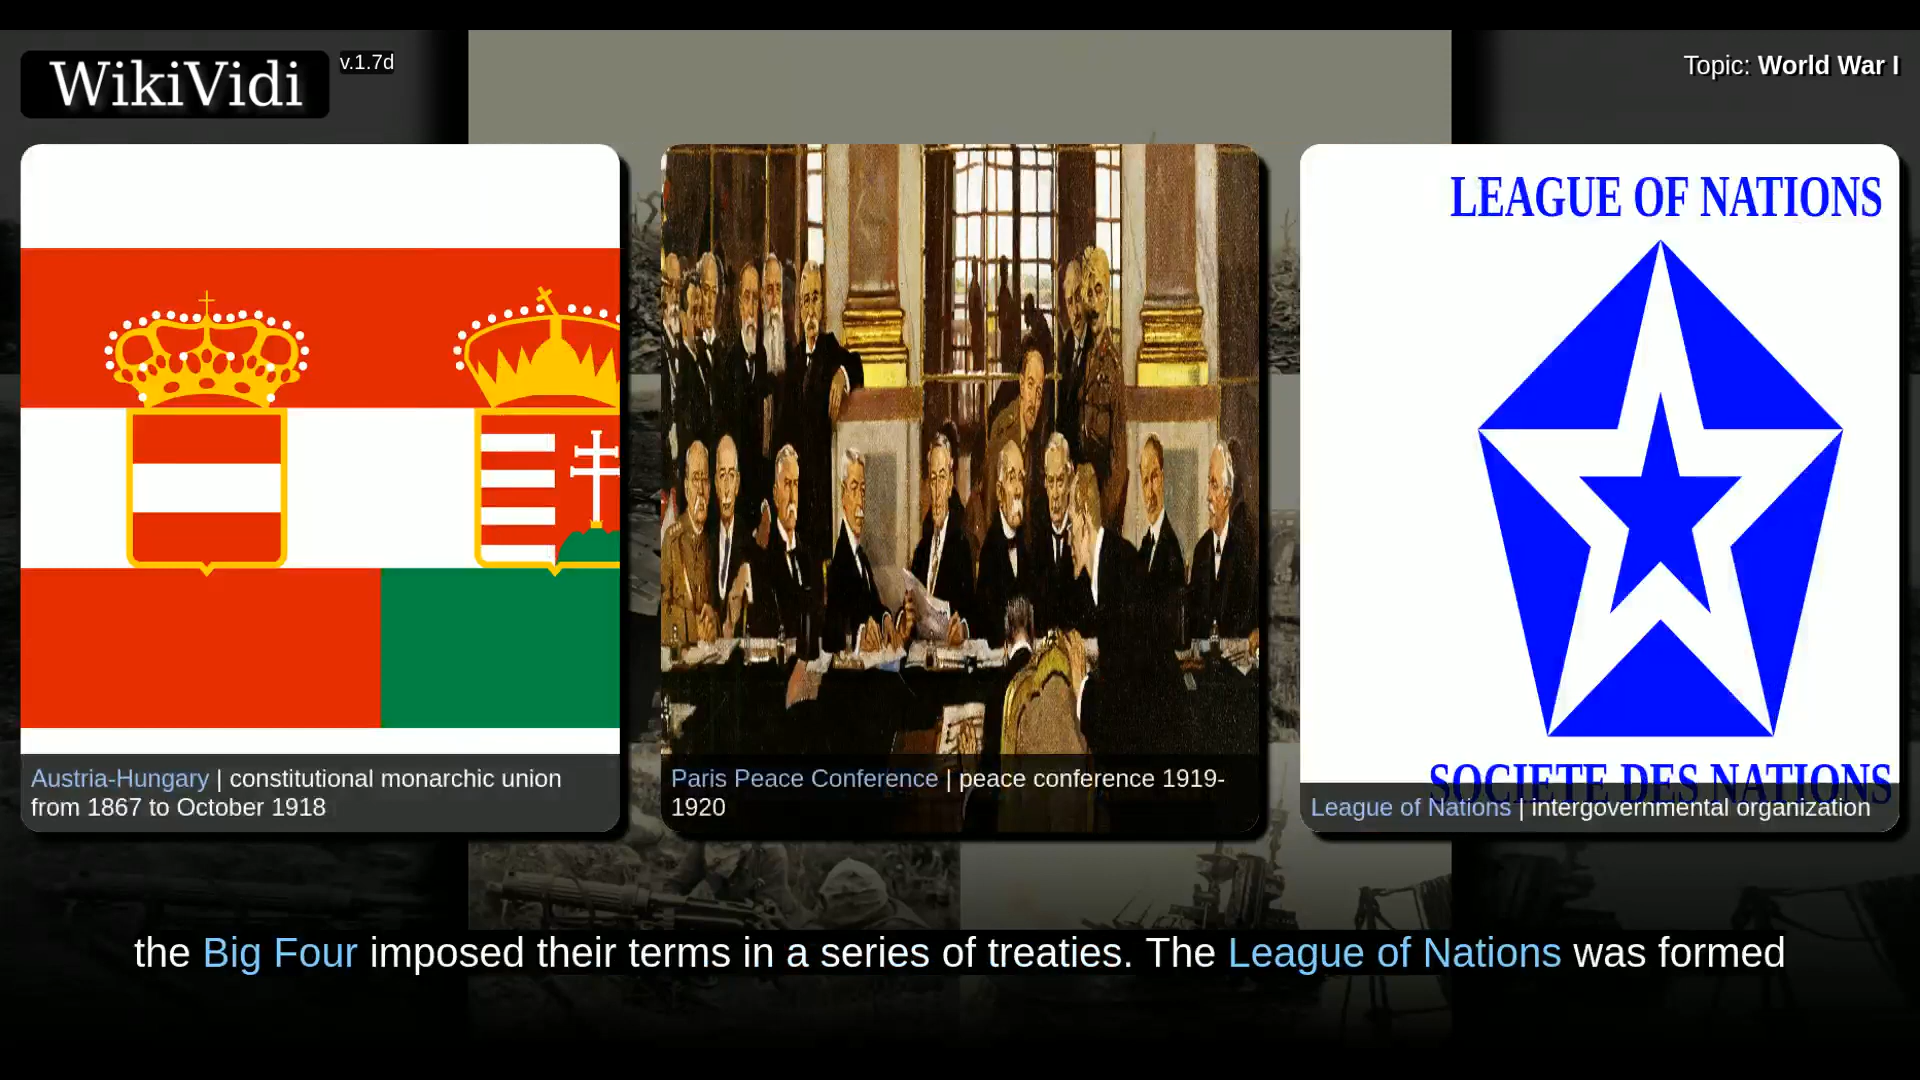 WikiVidi
v.1.7d
Topic: World War I
LEAGUE OF NATIONS
SOCIETE DES NATIONS
Austria-Hungary | constitutional monarchic union
from 1867 to October 1918
Paris Peace Conference | peace conference 1919-
1920
League of Nations | intergovernmental organization
the Big Four imposed their terms in a series of treaties. The League of Nations was formed